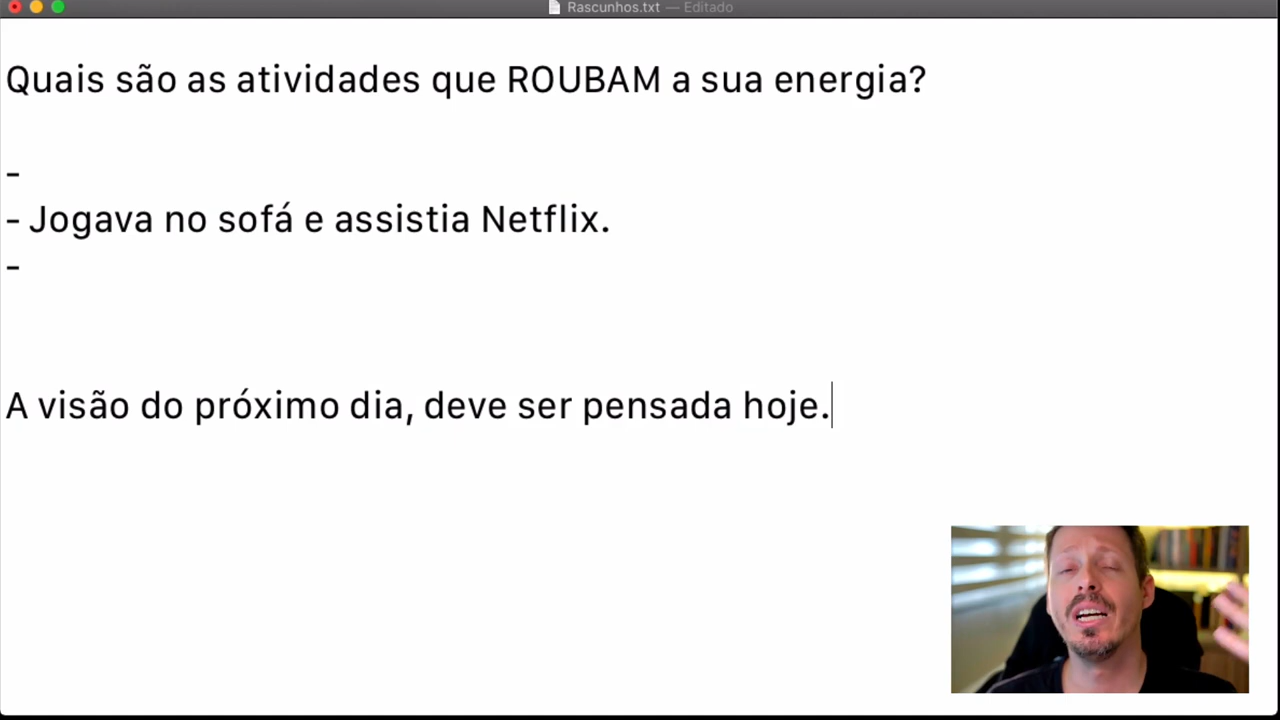 Rascunhos.txt — Editado
Quais são as atividades que ROUBAM a sua energia?
-
- Jogava no sofá e assistia Netflix.
-
A visão do próximo dia, deve ser pensada hoje.